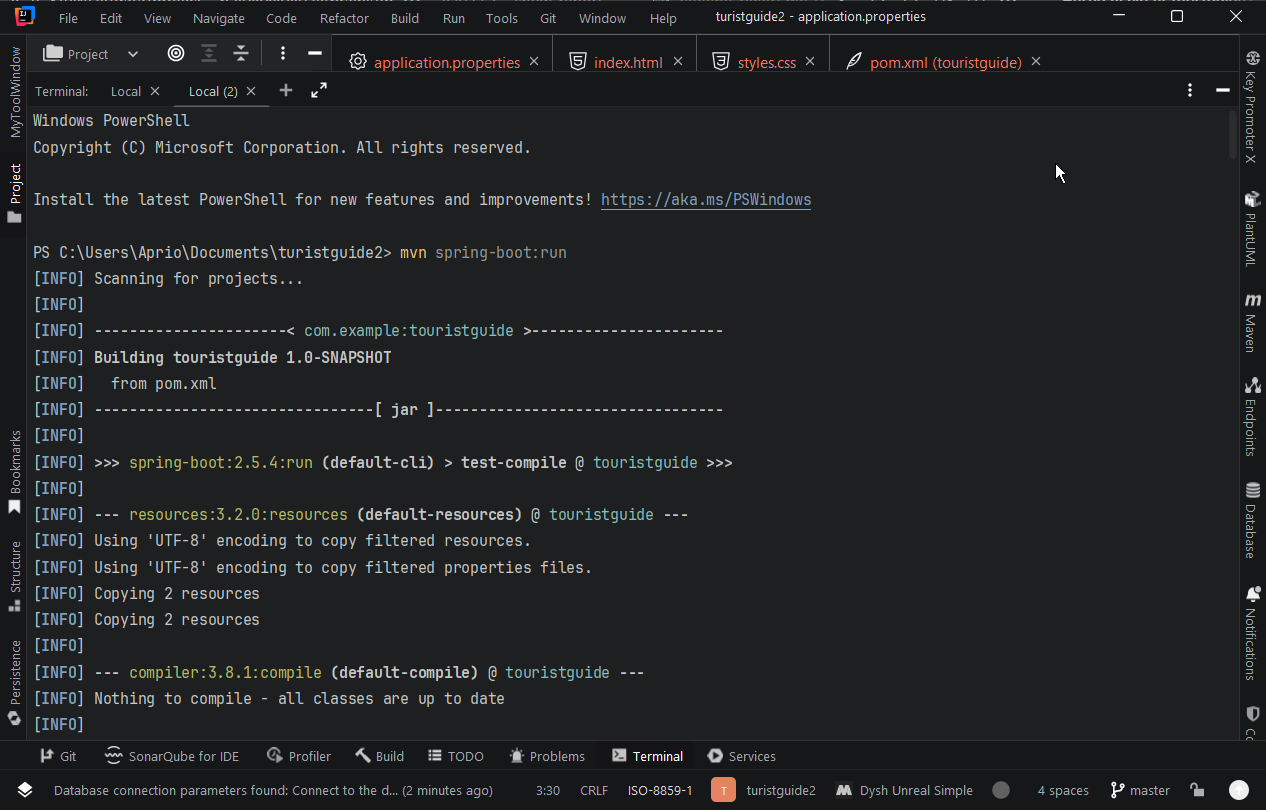 File Edit View Navigate Code Refactor Build Run Tools Git Window Help turistguide2 - application.properties
Project
application.properties index.html styles.css pom.xml (touristguide)
Terminal: Local Local (2)
Windows PowerShell
Copyright (C) Microsoft Corporation. All rights reserved.
Install the latest PowerShell for new features and improvements! https://aka.ms/PSWindows
PS C:\Users\Aprio\Documents\turistguide2> mvn spring-boot:run
[INFO] Scanning for projects...
[INFO]
[INFO] ----------------------< com.example:touristguide >----------------------
[INFO] Building touristguide 1.0-SNAPSHOT
[INFO]   from pom.xml
[INFO] --------------------------------[ jar ]---------------------------------
[INFO]
[INFO] >>> spring-boot:2.5.4:run (default-cli) > test-compile @ touristguide >>>
[INFO]
[INFO] --- resources:3.2.0:resources (default-resources) @ touristguide ---
[INFO] Using 'UTF-8' encoding to copy filtered resources.
[INFO] Using 'UTF-8' encoding to copy filtered properties files.
[INFO] Copying 2 resources
[INFO] Copying 2 resources
[INFO]
[INFO] --- compiler:3.8.1:compile (default-compile) @ touristguide ---
[INFO] Nothing to compile - all classes are up to date
[INFO]
MyToolWindow
Project
Bookmarks
Structure
Persistence
Key Promoter X
PlantUML
m
Maven
Endpoints
Database
Notifications
Git SonarQube for IDE Profiler Build TODO Problems Terminal Services
Database connection parameters found: Connect to the d... (2 minutes ago) 3:30 CRLF ISO-8859-1 T turistguide2 Dysh Unreal Simple 4 spaces master